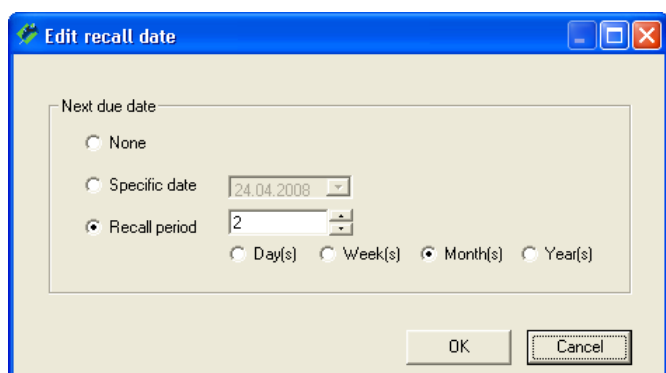 Edit recall date
Next due date
None
Specific date 24.04.2008
Recall period 2
Day(s) Week(s) Month(s) Year(s)
OK Cancel